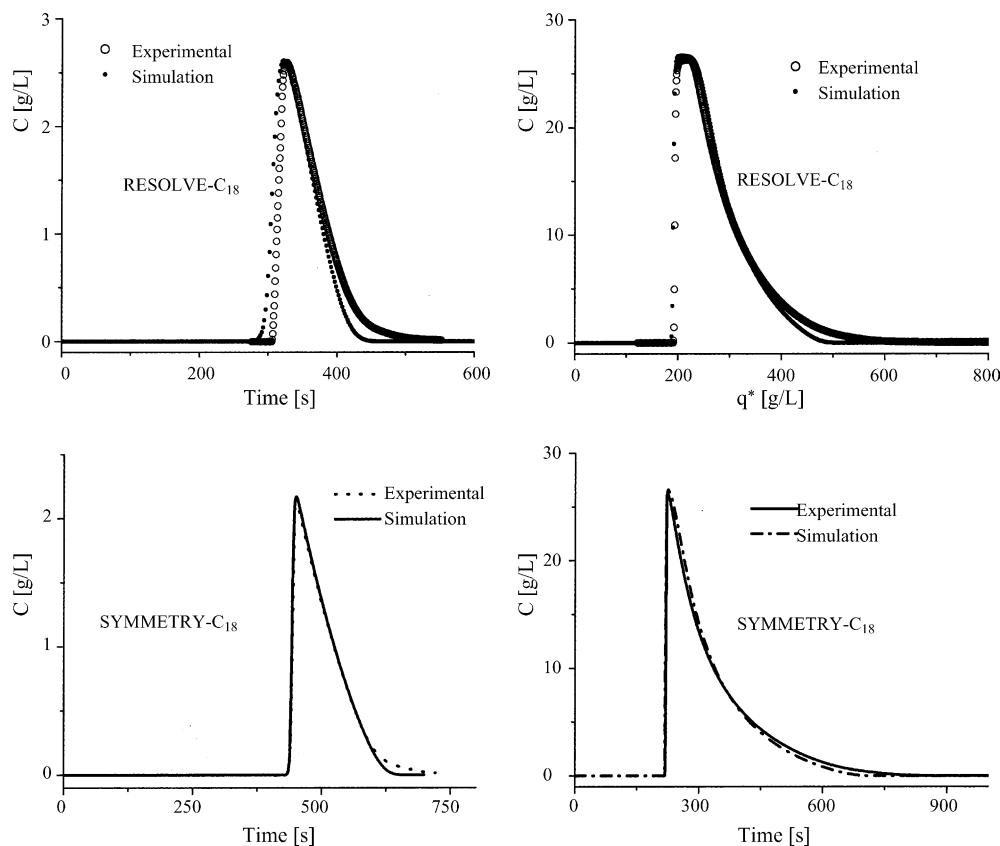 3
Experimental
Simulation
2
C [g/L]
RESOLVE-C18
1
0
0
200
400
600
Time [s]
30
Experimental
Simulation
20
C [g/L]
RESOLVE-C18
10
0
0
200
400
600
800
q* [g/L]
Experimental
Simulation
2
C [g/L]
SYMMETRY-C18
1
0
0
250
500
750
Time [s]
30
Experimental
Simulation
20
C [g/L]
SYMMETRY-C18
10
0
0
300
600
900
Time [s]